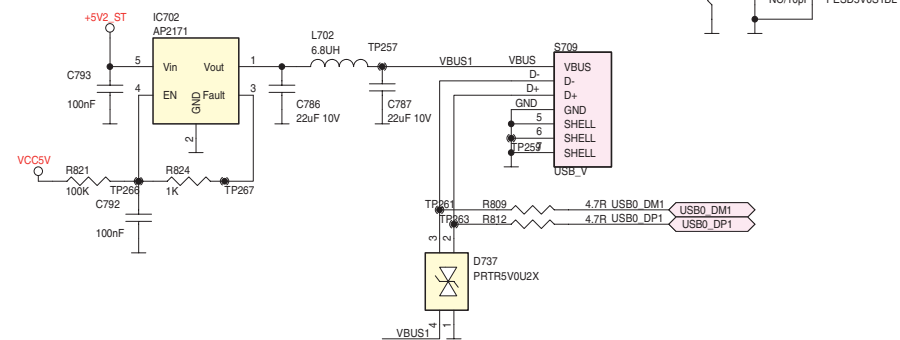 NC/10pF PESD5V0S1BL
+5V2_ST
IC702
AP2171
L702
6.8UH
TP257
S709
VBUS1
VBUS
VBUS
5
Vin
Vout
1
D-
D-
C793
100nF
4
EN
GND
Fault
3
D+
D+
C786
22uF 10V
C787
22uF 10V
GND
GND
5
SHELL
6
SHELL
2
TP259
7
SHELL
USB_V
VCC5V
R821
100K
TP266
R824
1K
TP267
C792
100nF
TP261
R809
4.7R
USB0_DM1
USB0_DM1
TP263
R812
4.7R
USB0_DP1
USB0_DP1
3
2
D737
PRTR5V0U2X
VBUS1
4
1